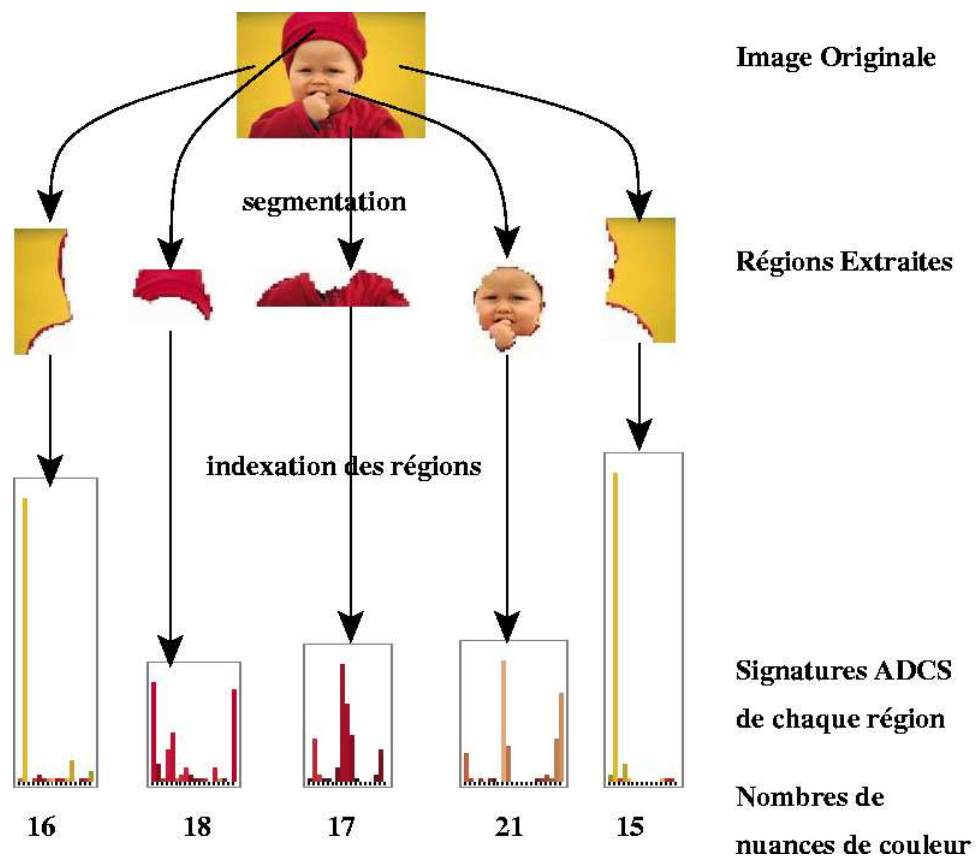 Image Originale
segmentation
Régions Extraites
indexation des régions
Signatures ADCS
de chaque région
Nombres de
nuances de couleur
16 18 17 21 15